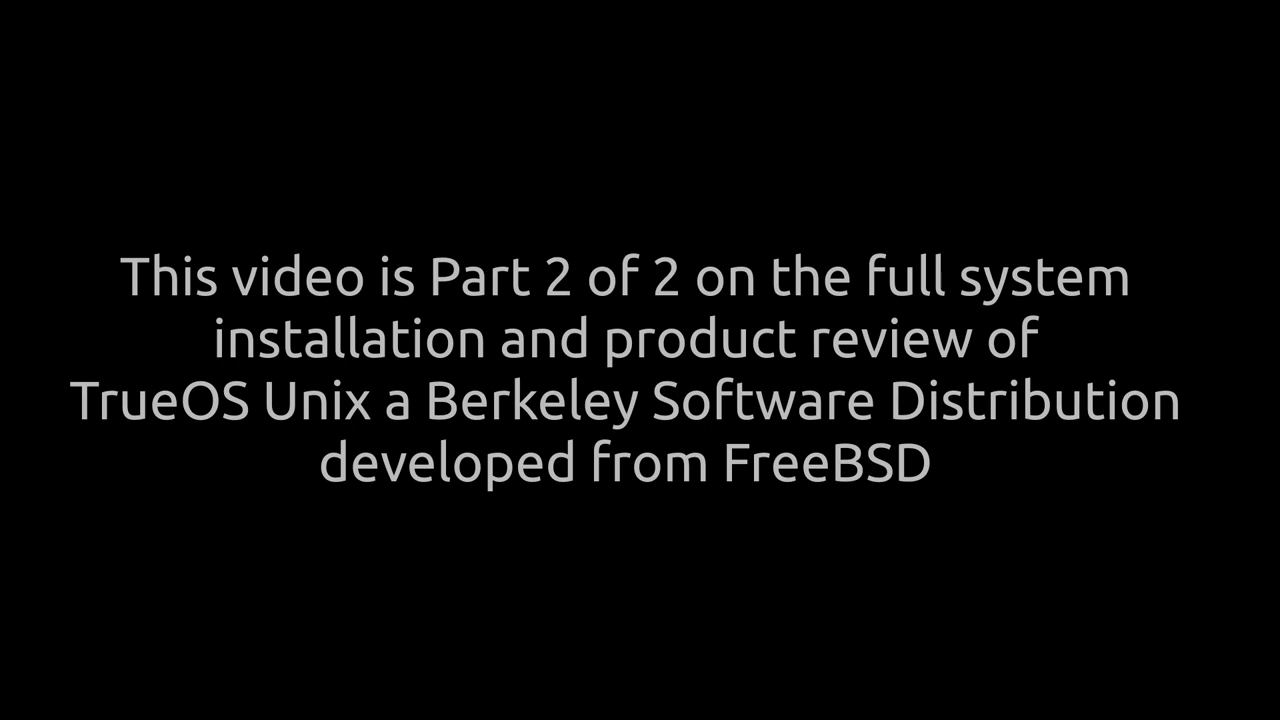 This video is Part 2 of 2 on the full system
installation and product review of
TrueOS Unix a Berkeley Software Distribution
developed from FreeBSD